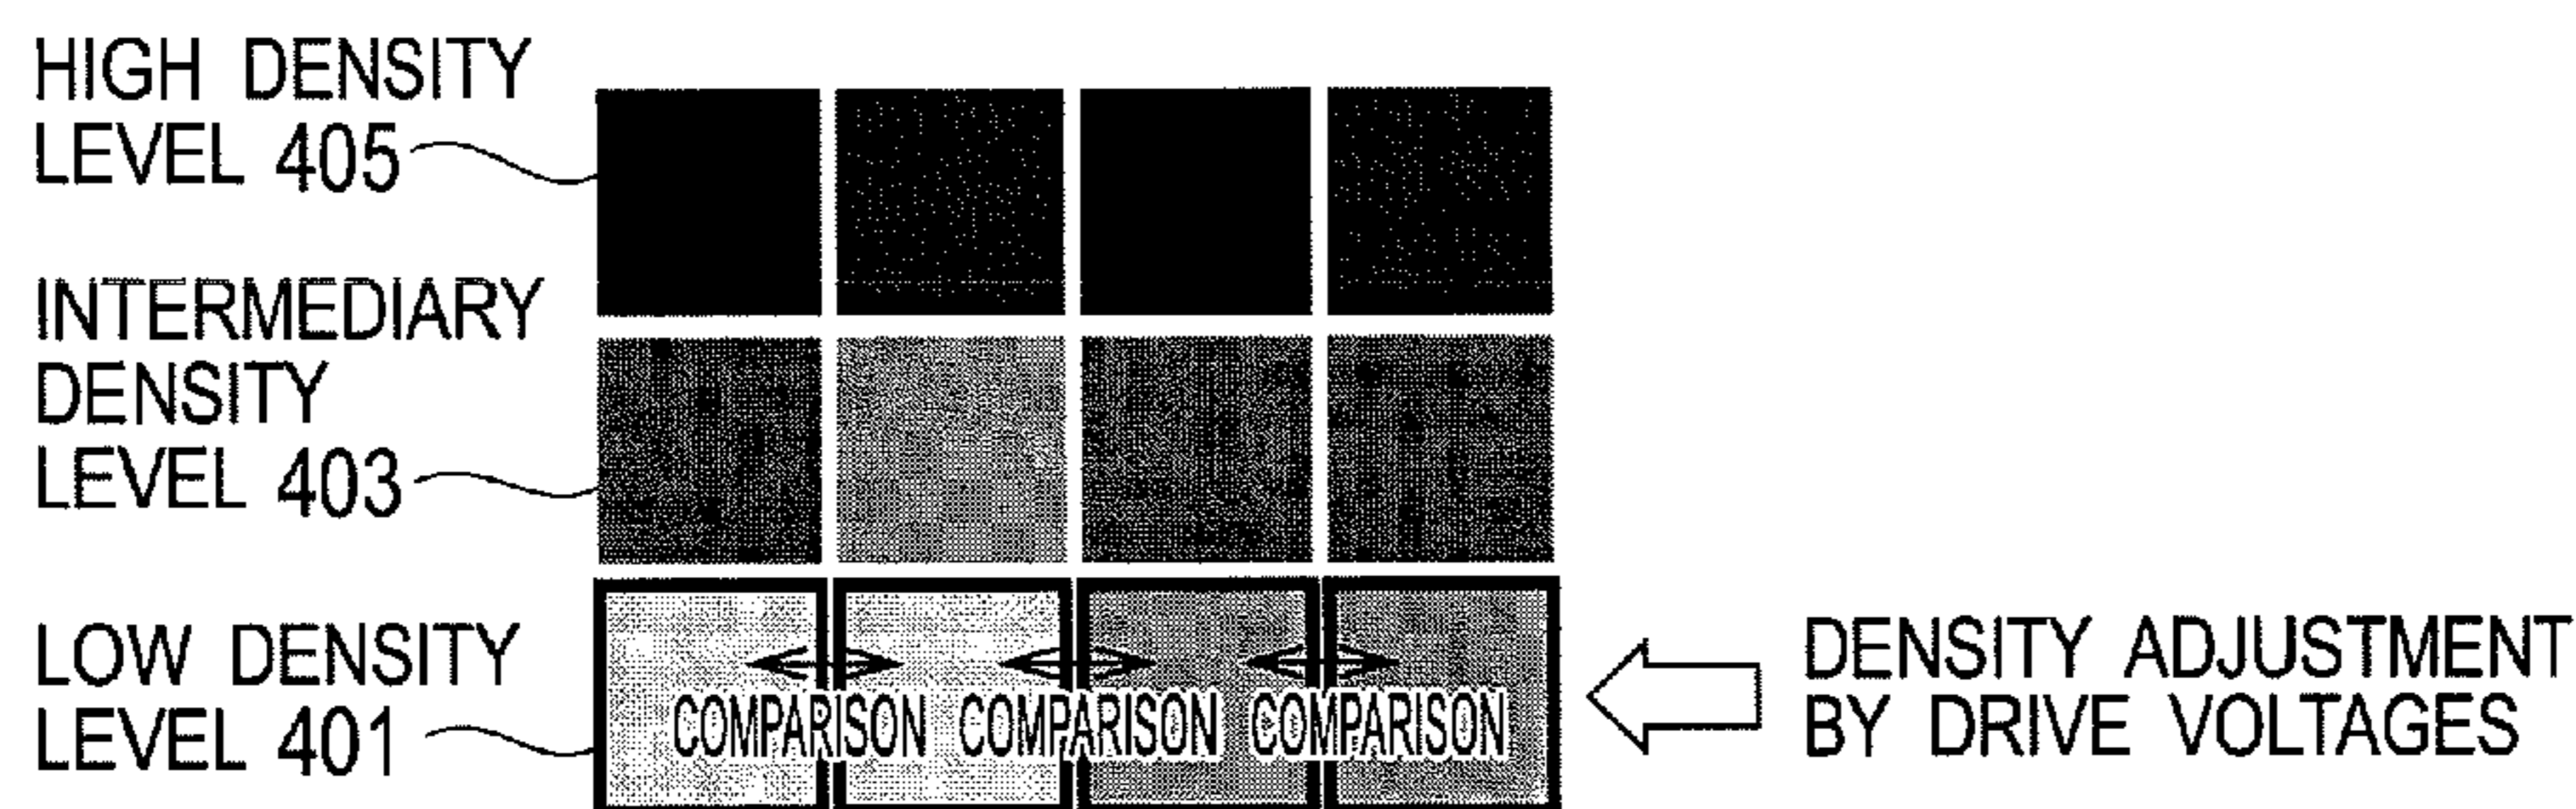 HIGH DENSITY
LEVEL 405
INTERMEDIARY
DENSITY
LEVEL 403
LOW DENSITY
LEVEL 401
COMPARISON COMPARISON COMPARISON
DENSITY ADJUSTMENT
BY DRIVE VOLTAGES